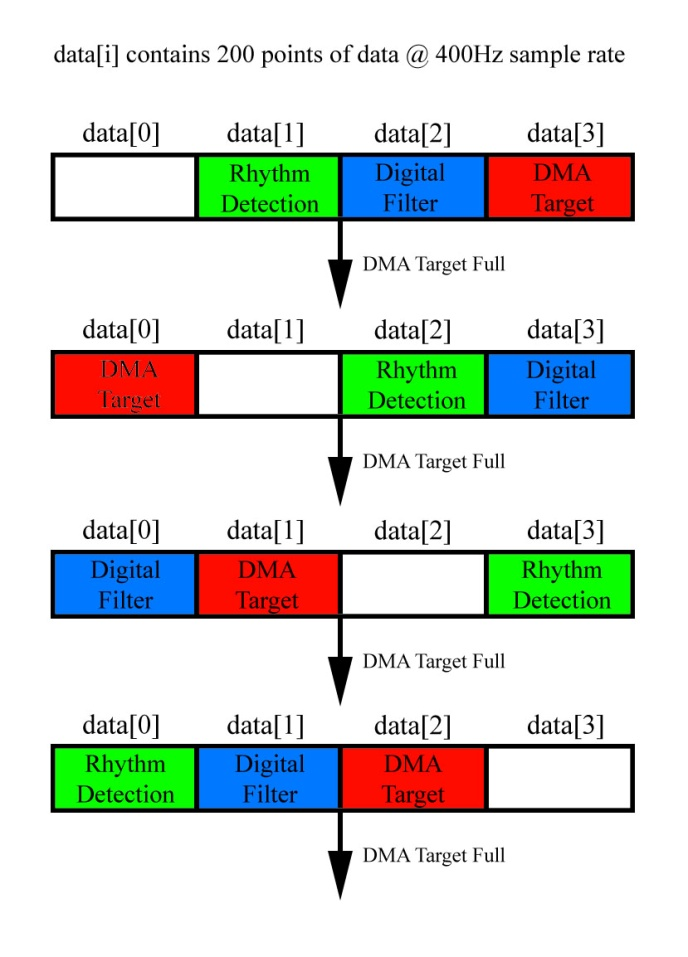 data[i] contains 200 points of data @ 400Hz sample rate
data[0] data[1] data[2] data[3]
Rhythm Digital DMA
Detection Filter Target
DMA Target Full
data[0] data[1] data[2] data[3]
DMA Rhythm Digital
Target Detection Filter
DMA Target Full
data[0] data[1] data[2] data[3]
Digital DMA Rhythm
Filter Target Detection
DMA Target Full
data[0] data[1] data[2] data[3]
Rhythm Digital DMA
Detection Filter Target
DMA Target Full